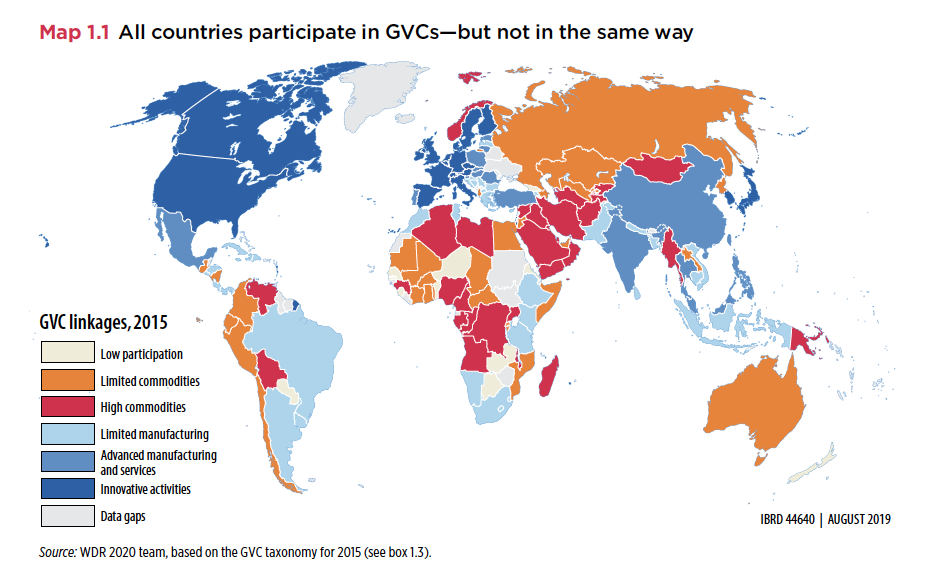 Map 1.1 All countries participate in GVCs—but not in the same way
GVC linkages, 2015
Low participation
Limited commodities
High commodities
Limited manufacturing
Advanced manufacturing
and services
Innovative activities
Data gaps
IBRD 44640 | AUGUST 2019
Source: WDR 2020 team, based on the GVC taxonomy for 2015 (see box 1.3).